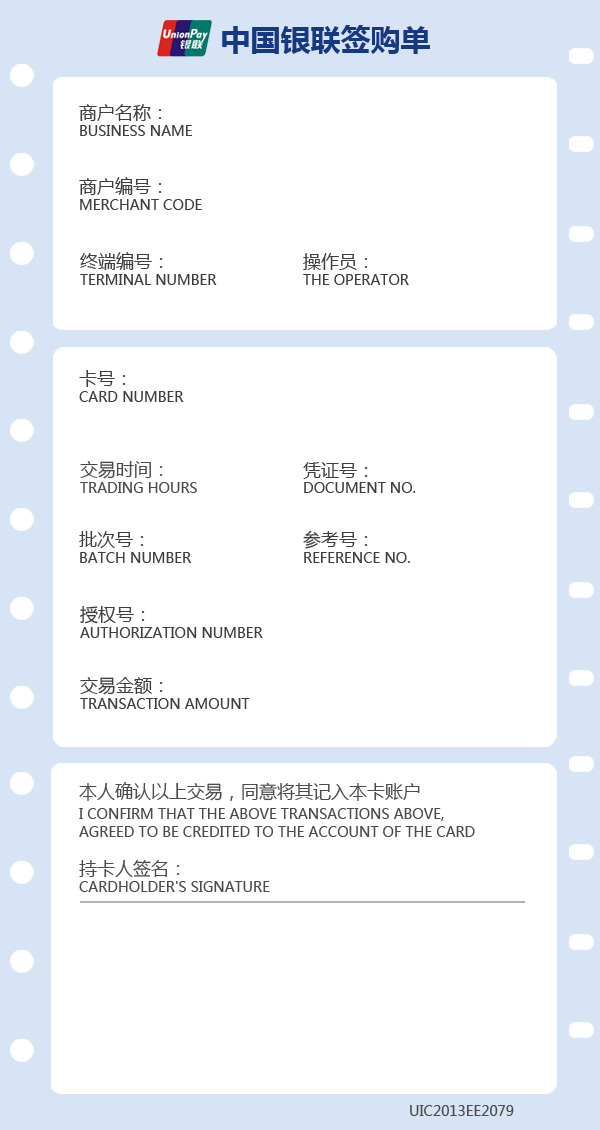 UnionPay
银联
中国银联签购单
商户名称：
BUSINESS NAME
商户编号：
MERCHANT CODE
终端编号：
TERMINAL NUMBER
操作员：
THE OPERATOR
卡号：
CARD NUMBER
交易时间：
TRADING HOURS
凭证号：
DOCUMENT NO.
批次号：
BATCH NUMBER
参考号：
REFERENCE NO.
授权号：
AUTHORIZATION NUMBER
交易金额：
TRANSACTION AMOUNT
本人确认以上交易，同意将其记入本卡账户
I CONFIRM THAT THE ABOVE TRANSACTIONS ABOVE,
AGREED TO BE CREDITED TO THE ACCOUNT OF THE CARD
持卡人签名：
CARDHOLDER'S SIGNATURE
UIC2013EE2079